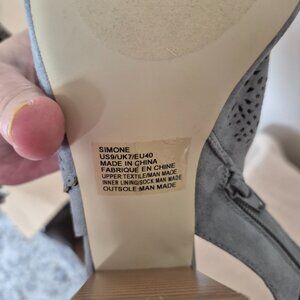 SIMONE
US9/UK7/EU40
MADE IN CHINA
FABRIQUÉ EN CHINE
UPPER:TEXTILE/MAN MADE
INNER LINING/SOCK:MAN MADE
OUTSOLE:MAN MADE